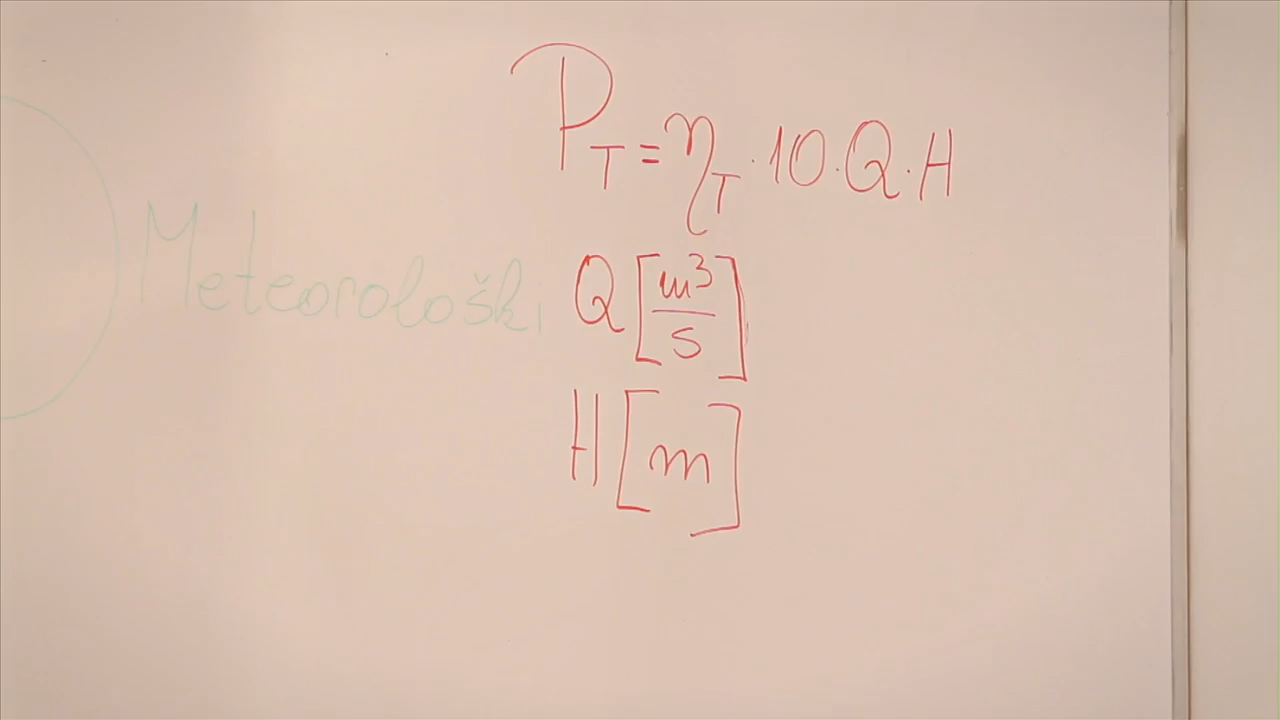 P_T = η_T · 10 · Q · H
Meteorološki
Q [m³/s]
H [m]